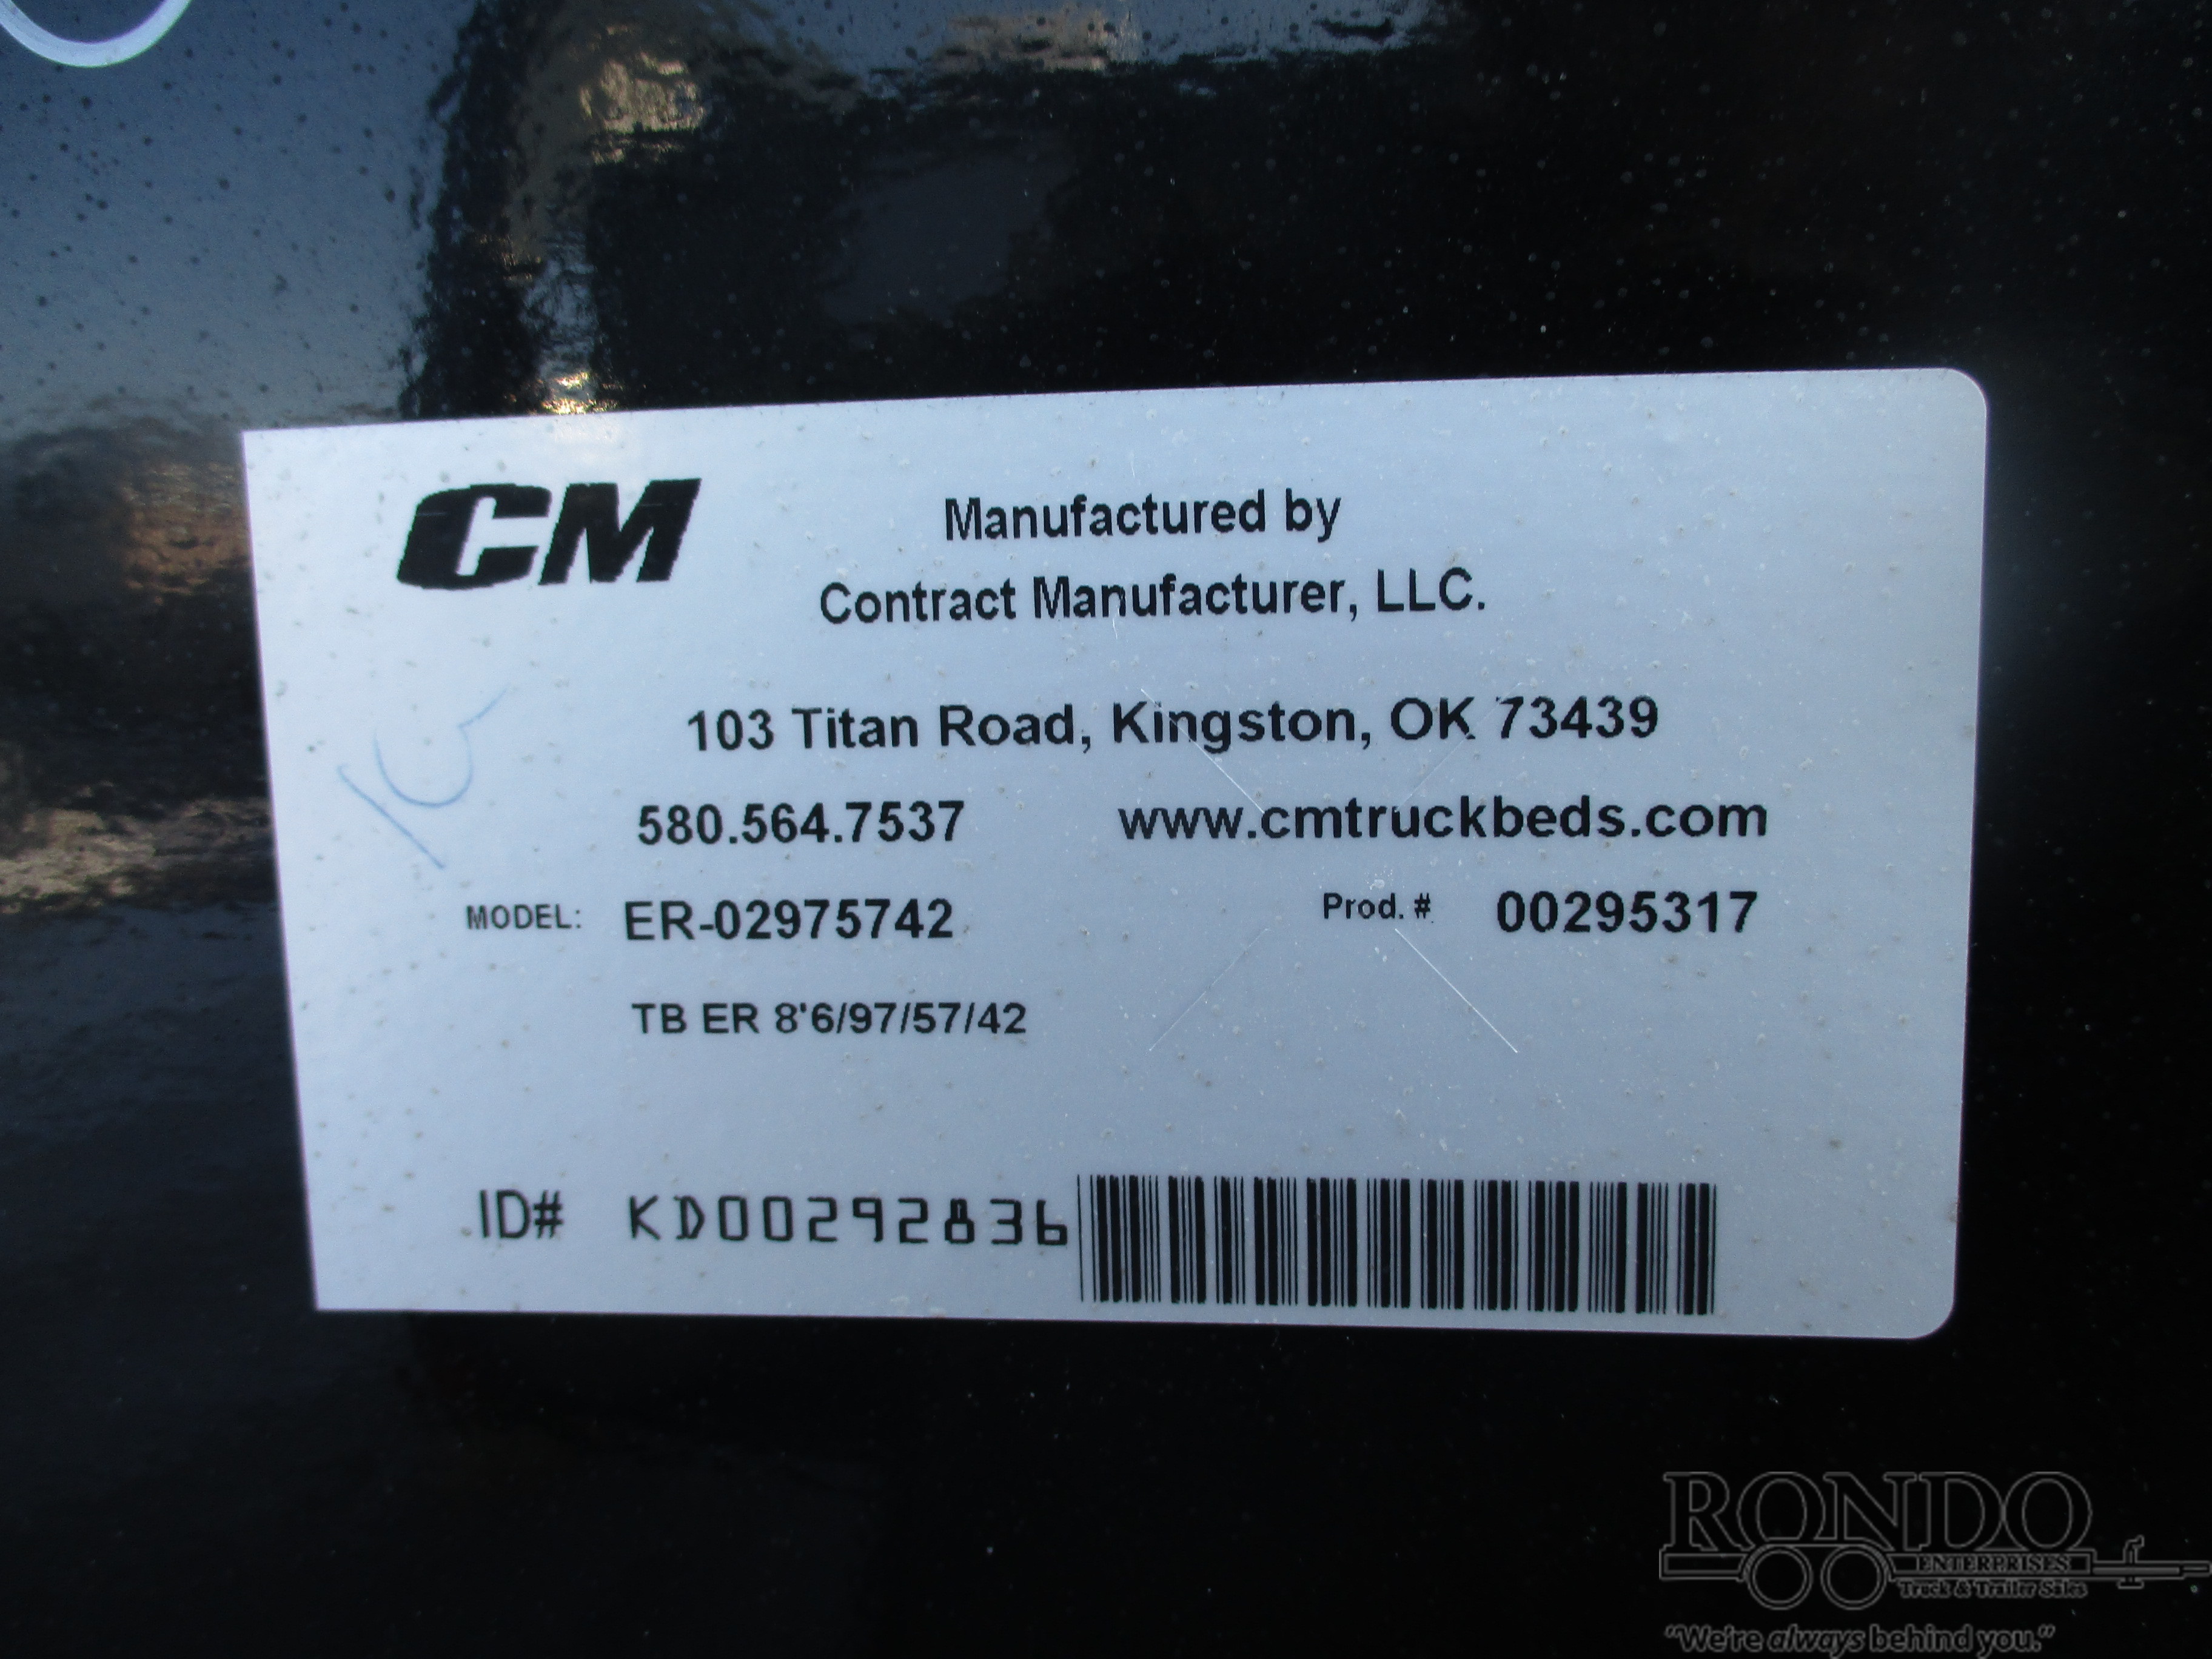 CM
Manufactured by
Contract Manufacturer, LLC.
103 Titan Road, Kingston, OK 73439
580.564.7537 www.cmtruckbeds.com
MODEL: ER-02975742 Prod. # 00295317
TB ER 8'6/97/57/42
ID# KD00292836
RONDO
ENTERPRISES
Truck & Trailer Sales
"We're always behind you."